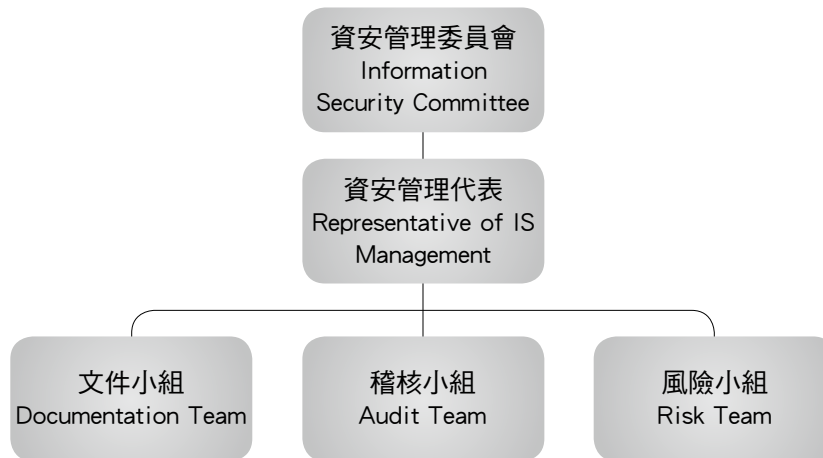 資安管理委員會
Information
Security Committee
資安管理代表
Representative of IS
Management
文件小組
Documentation Team
稽核小組
Audit Team
風險小組
Risk Team